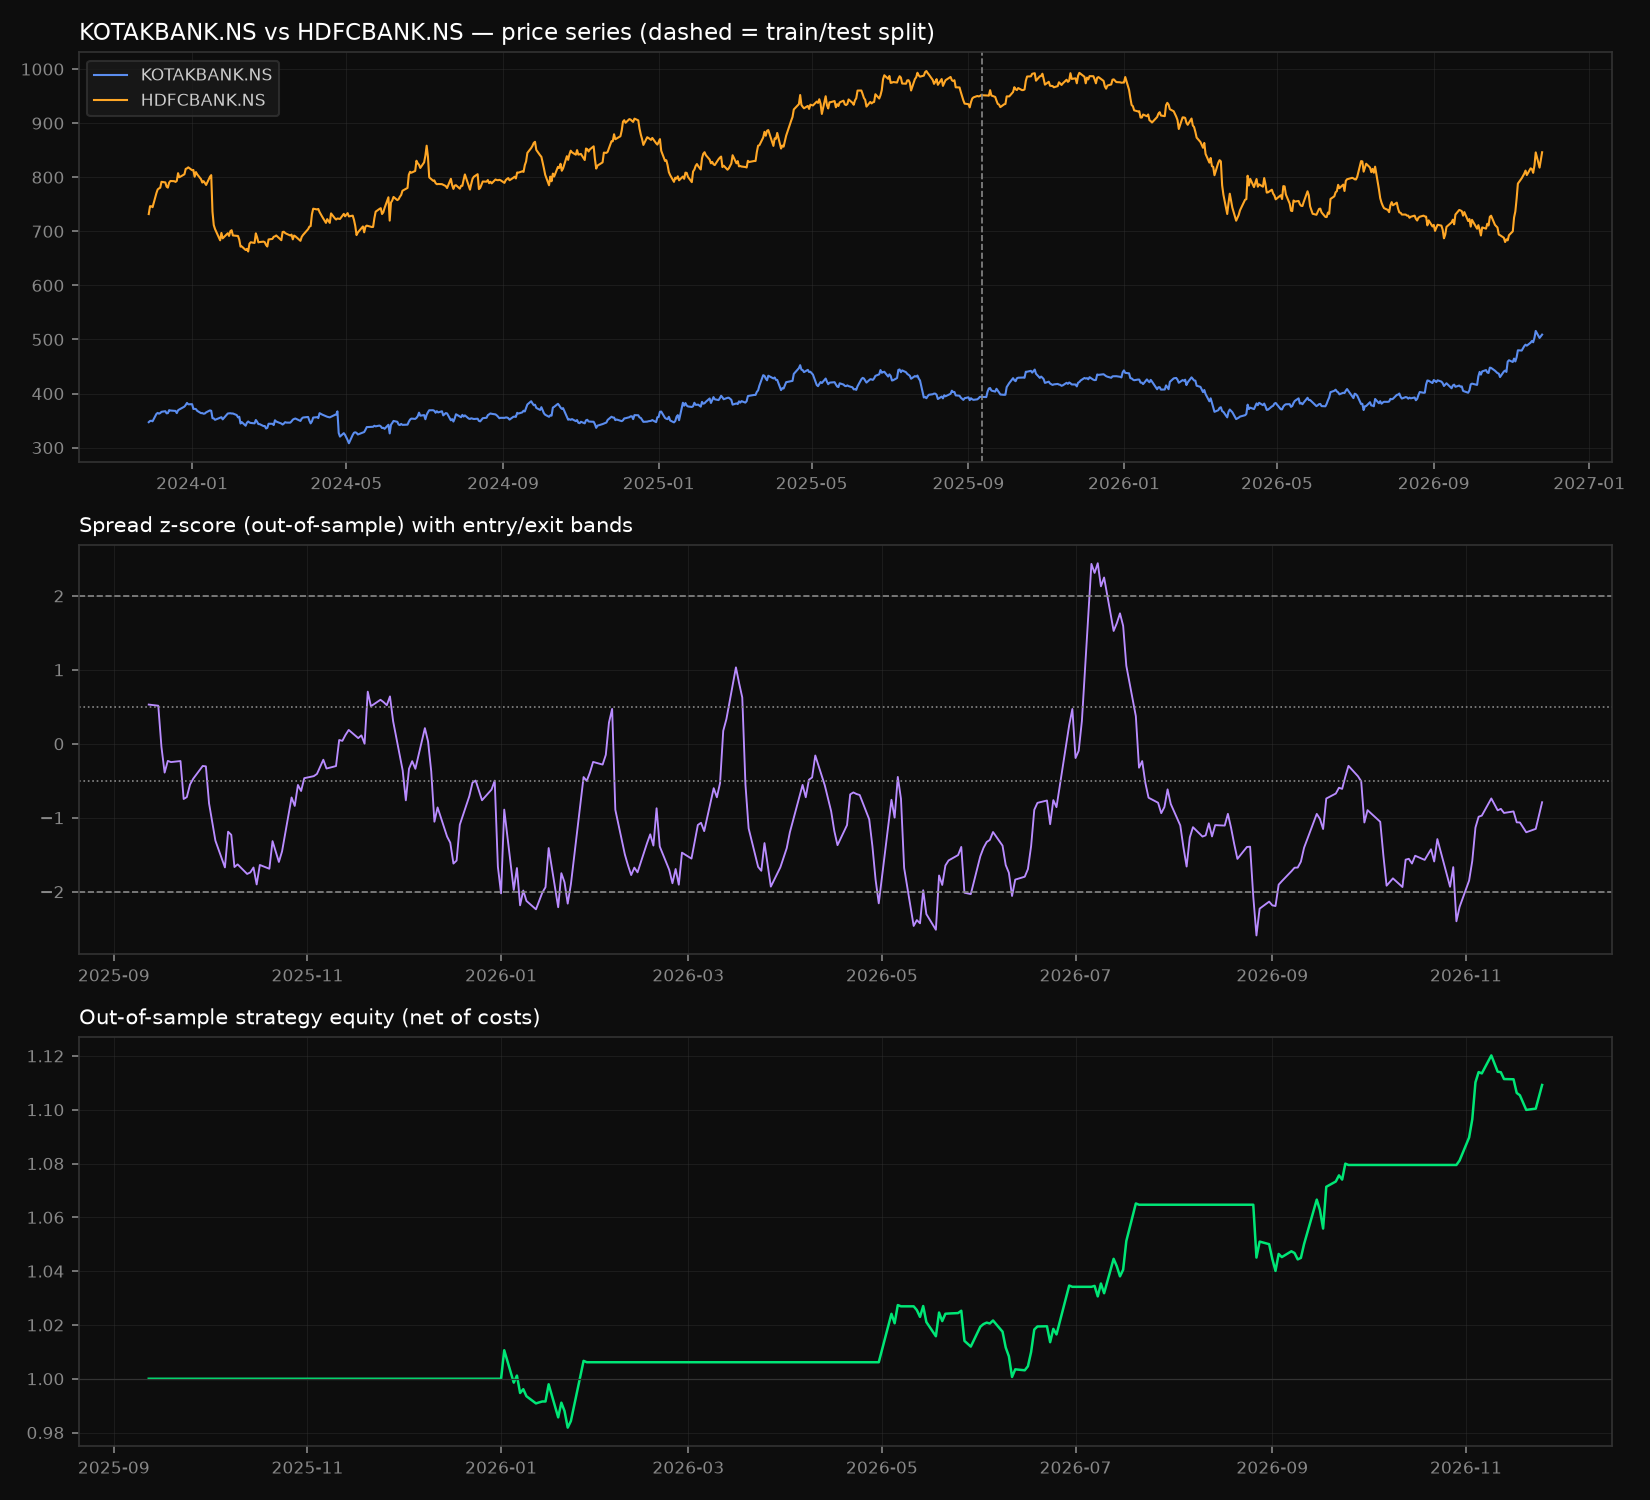 KOTAKBANK.NS vs HDFCBANK.NS — price series (dashed = train/test split)
KOTAKBANK.NS
HDFCBANK.NS
1000
900
800
700
600
500
400
300
2024-01 2024-05 2024-09 2025-01 2025-05 2025-09 2026-01 2026-05 2026-09 2027-01
Spread z-score (out-of-sample) with entry/exit bands
2
1
0
−1
−2
2025-09 2025-11 2026-01 2026-03 2026-05 2026-07 2026-09 2026-11
Out-of-sample strategy equity (net of costs)
1.12
1.10
1.08
1.06
1.04
1.02
1.00
0.98
2025-09 2025-11 2026-01 2026-03 2026-05 2026-07 2026-09 2026-11